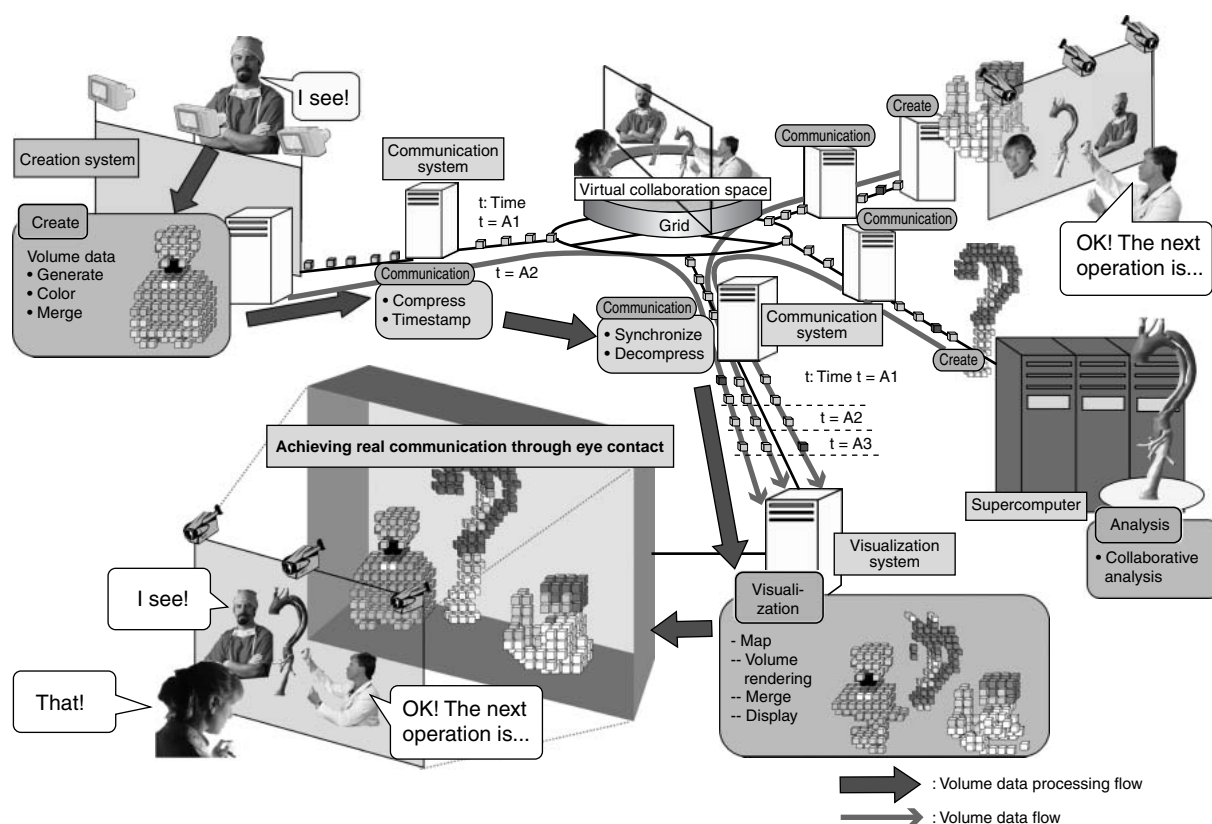 I see!
Creation system
Create
Volume data
• Generate
• Color
• Merge
Communication
system
t: Time
t = A1
Communication
t = A2
• Compress
• Timestamp
Virtual collaboration space
Grid
Communication
Create
Communication
OK! The next
operation is...
Communication
• Synchronize
• Decompress
Communication
system
Create
t: Time t = A1
t = A2
t = A3
Supercomputer
Analysis
• Collaborative
analysis
Achieving real communication through eye contact
Visualization
system
Visuali-
zation
- Map
-- Volume
rendering
-- Merge
-- Display
I see!
That!
OK! The next
operation is...
: Volume data processing flow
: Volume data flow